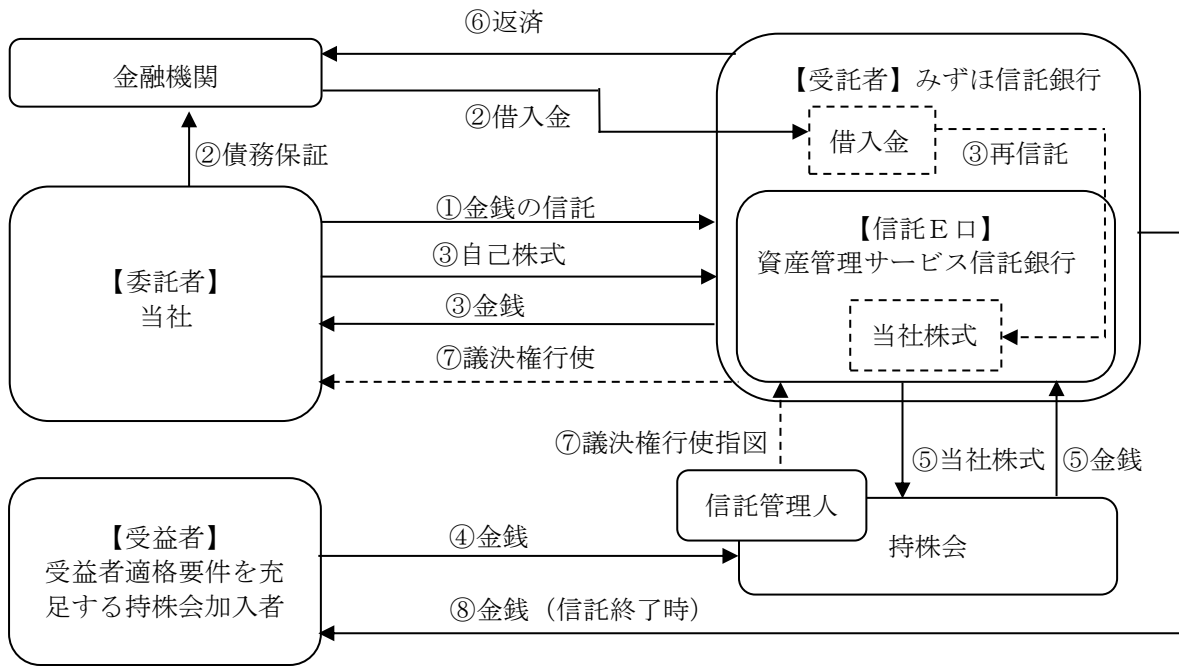 ⑥返済
金融機関
【受託者】みずほ信託銀行
②借入金
借入金
③再信託
②債務保証
①金銭の信託
【信託Ｅ口】
資産管理サービス信託銀行
③自己株式
【委託者】
当社
③金銭
当社株式
⑦議決権行使
⑦議決権行使指図
⑤当社株式
⑤金銭
信託管理人
持株会
【受益者】
受益者適格要件を充
足する持株会加入者
④金銭
⑧金銭（信託終了時）